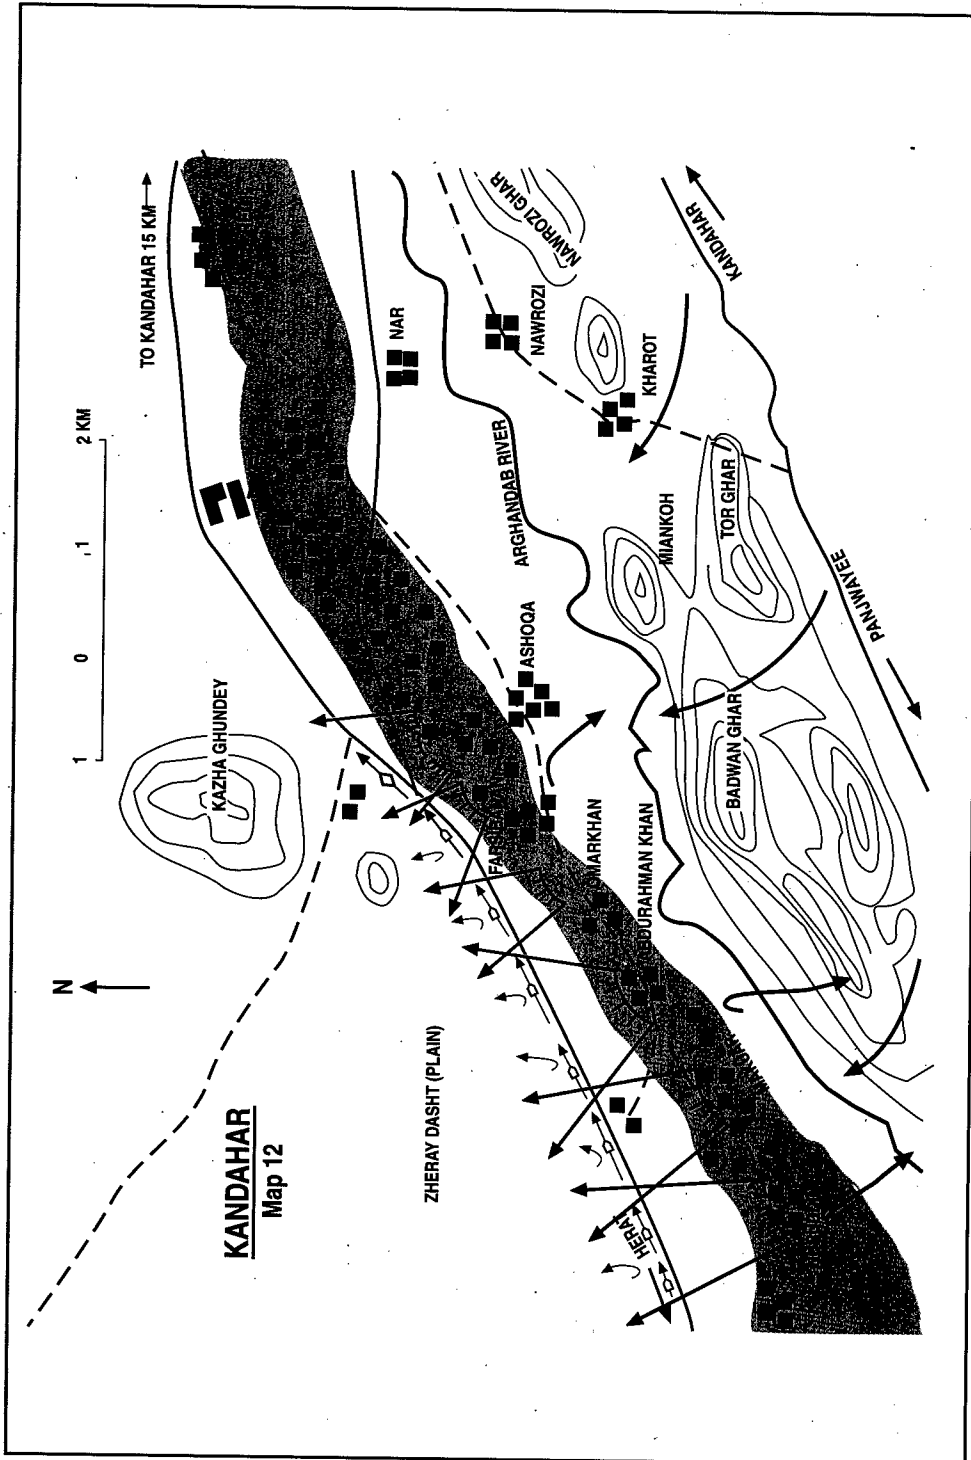 KANDAHAR
Map 12
N
1 0 1 2 KM
TO KANDAHAR 15 KM
KAZHA GHUNDEY
ZHERAY DASHT (PLAIN)
HERAT
NAR
ARGHANDAB RIVER
ASHOQA
NAWROZI GHAR
NAWROZI
KHAROT
KANDAHAR
MIANKOH
TOR GHAR
PANJWAYEE
BADWAN GHAR
MARKHAN
DURAHMAN KHAN